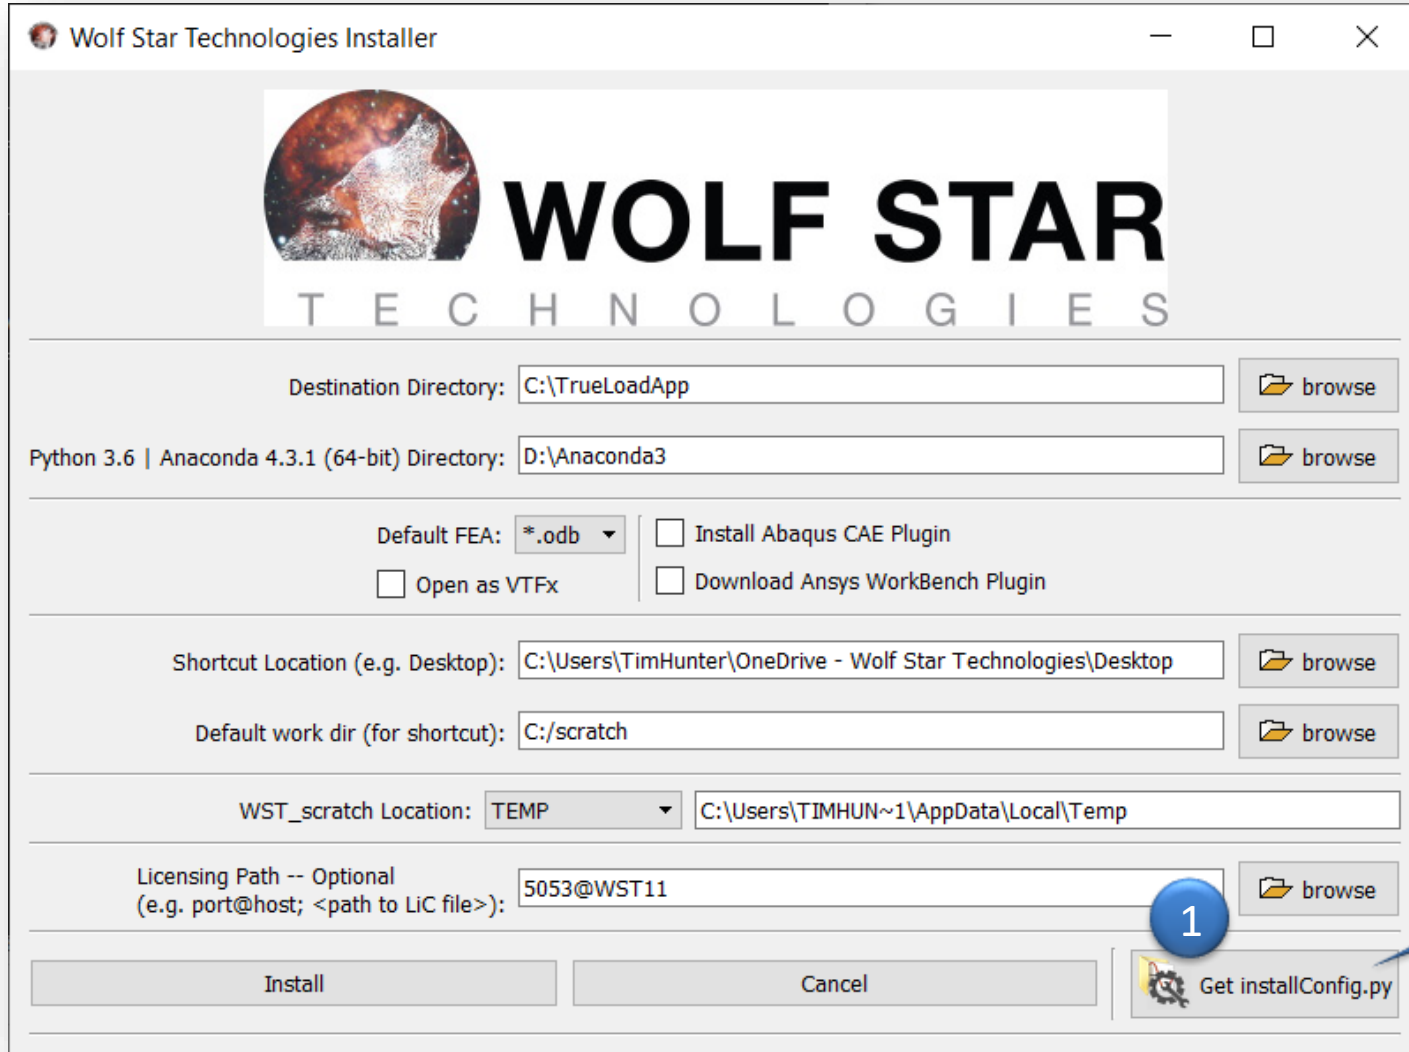 Wolf Star Technologies Installer
WOLF STAR
TECHNOLOGIES
Destination Directory: C:\TrueLoadApp browse
Python 3.6 | Anaconda 4.3.1 (64-bit) Directory: D:\Anaconda3 browse
Default FEA: *.odb Install Abaqus CAE Plugin
Open as VTFx Download Ansys WorkBench Plugin
Shortcut Location (e.g. Desktop): C:\Users\TimHunter\OneDrive - Wolf Star Technologies\Desktop browse
Default work dir (for shortcut): C:/scratch browse
WST_scratch Location: TEMP C:\Users\TIMHUN~1\AppData\Local\Temp
Licensing Path -- Optional
(e.g. port@host; <path to LiC file>): 5053@WST11 browse
1
Install Cancel Get installConfig.py